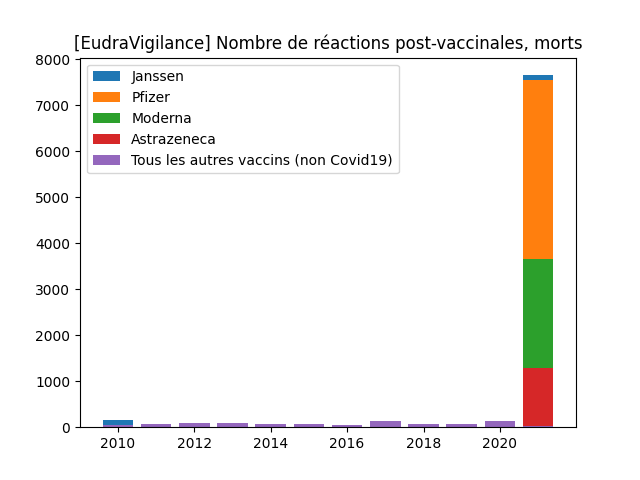 [EudraVigilance] Nombre de réactions post-vaccinales, morts
8000
7000
6000
5000
4000
3000
2000
1000
0
Janssen
Pfizer
Moderna
Astrazeneca
Tous les autres vaccins (non Covid19)
2010 2012 2014 2016 2018 2020